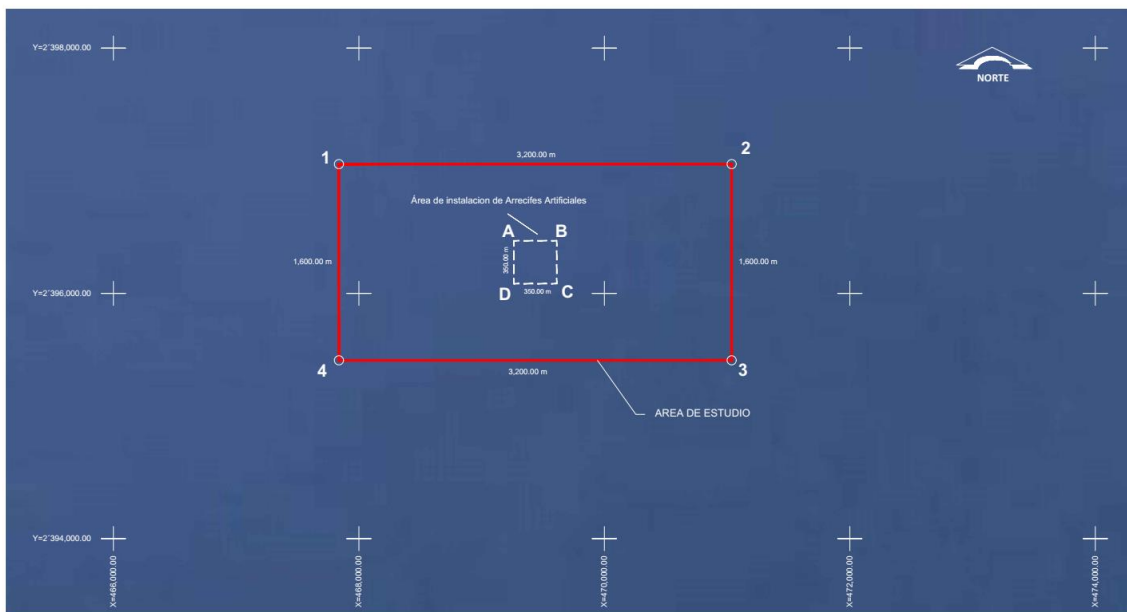 Y=2´398,000.00
NORTE
1
3,200.00 m
2
Área de instalacion de Arrecifes Artificiales
A
B
350.00 m
1,600.00 m
1,600.00 m
D
350.00 m
C
Y=2´396,000.00
4
3,200.00 m
3
AREA DE ESTUDIO
Y=2´394,000.00
X=466,000.00
X=468,000.00
X=470,000.00
X=472,000.00
X=474,000.00